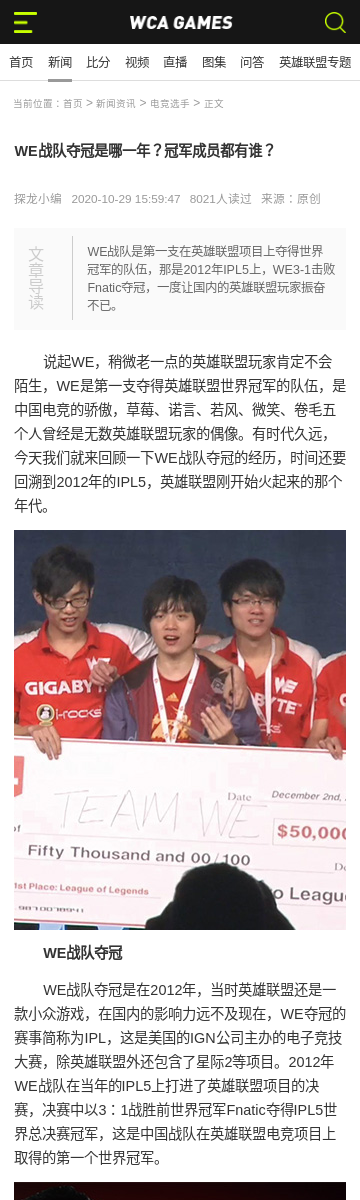 WCA GAMES
首页 新闻 比分 视频 直播 图集 问答 英雄联盟专题
当前位置：首页 > 新闻资讯 > 电竞选手 > 正文
WE战队夺冠是哪一年？冠军成员都有谁？
探龙小编 2020-10-29 15:59:47 8021人读过 来源：原创
文章导读
WE战队是第一支在英雄联盟项目上夺得世界
冠军的队伍，那是2012年IPL5上，WE3-1击败
Fnatic夺冠，一度让国内的英雄联盟玩家振奋
不已。
说起WE，稍微老一点的英雄联盟玩家肯定不会
陌生，WE是第一支夺得英雄联盟世界冠军的队伍，是
中国电竞的骄傲，草莓、诺言、若风、微笑、卷毛五
个人曾经是无数英雄联盟玩家的偶像。有时代久远，
今天我们就来回顾一下WE战队夺冠的经历，时间还要
回溯到2012年的IPL5，英雄联盟刚开始火起来的那个
年代。
GIGABY
i-rocks
BYTE
Date December 2nd,
TEAM WE
of
$50,000
Fifty Thousand and 00/100
1st Place: League of Legends
ro League
WE战队夺冠
WE战队夺冠是在2012年，当时英雄联盟还是一
款小众游戏，在国内的影响力远不及现在，WE夺冠的
赛事简称为IPL，这是美国的IGN公司主办的电子竞技
大赛，除英雄联盟外还包含了星际2等项目。2012年
WE战队在当年的IPL5上打进了英雄联盟项目的决
赛，决赛中以3：1战胜前世界冠军Fnatic夺得IPL5世
界总决赛冠军，这是中国战队在英雄联盟电竞项目上
取得的第一个世界冠军。